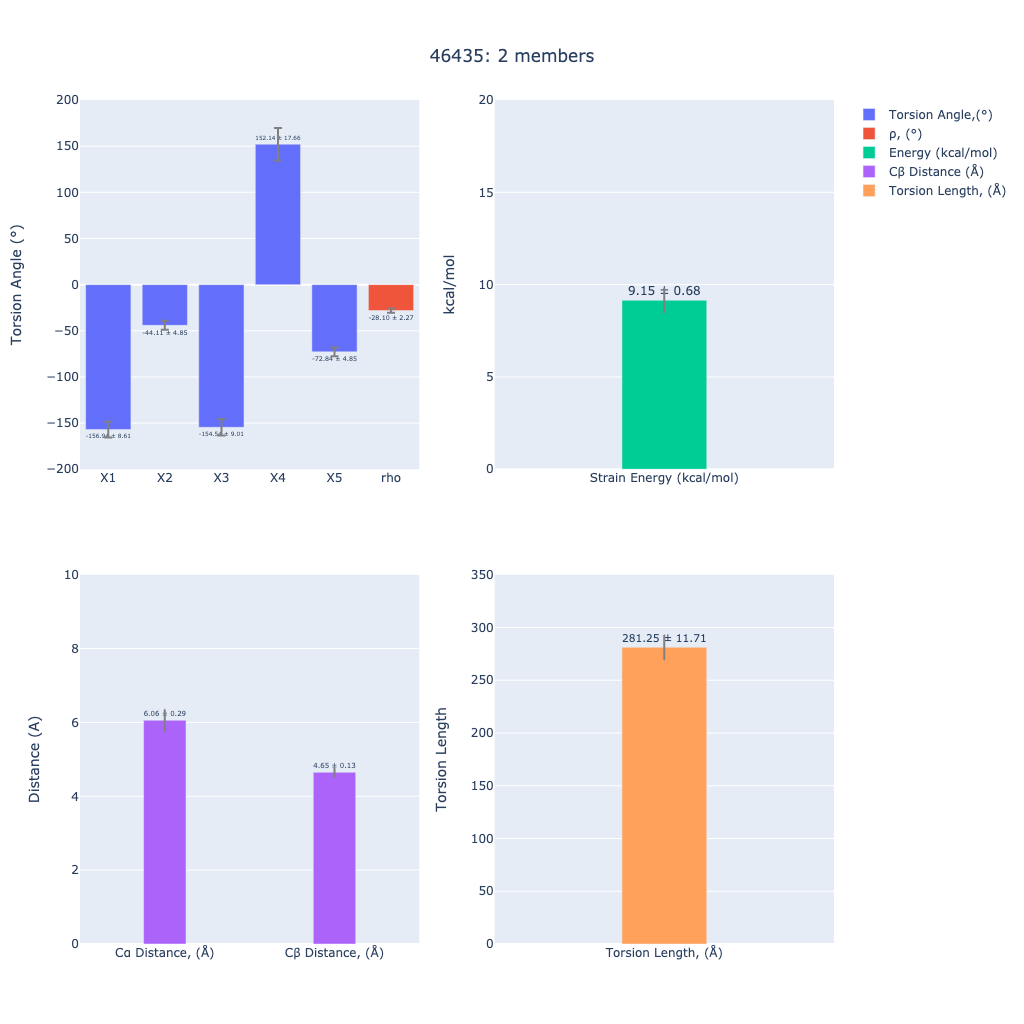 46435: 2 members
Torsion Angle (°)
200
150
100
50
0
−50
−100
−150
−200
152.14 ± 17.66
-28.10 ± 2.27
-44.11 ± 4.85
-72.84 ± 4.85
± 8.61
± 9.01
X1 X2 X3 X4 X5 rho
kcal/mol
20
15
10
5
0
9.15 ± 0.68
Strain Energy (kcal/mol)
Torsion Angle,(°)
ρ, (°)
Energy (kcal/mol)
Cβ Distance (Å)
Torsion Length, (Å)
Distance (A)
10
8
6
4
2
0
6.06 ± 0.29
4.65 ± 0.13
Cα Distance, (Å) Cβ Distance, (Å)
Torsion Length
350
300
250
200
150
100
50
0
281.25 ± 11.71
Torsion Length, (Å)